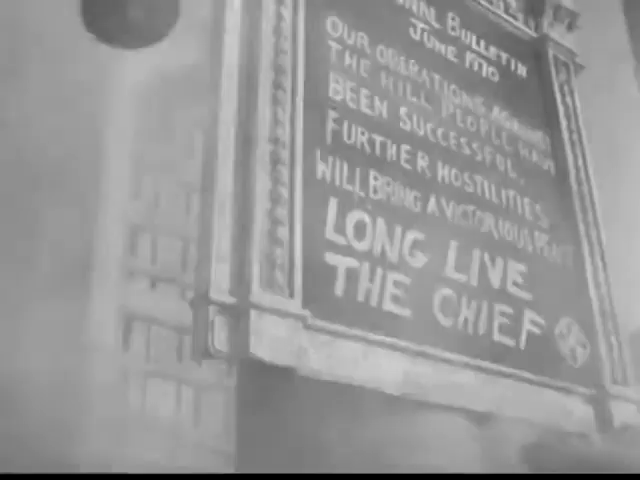 BULLETIN
JUNE 1970
OUR OPERATIONS AGAINST
THE HILL PEOPLE HAVE
BEEN SUCCESSFUL.
FURTHER HOSTILITIES
WILL BRING A VICTORIOUS PEACE
LONG LIVE
THE CHIEF